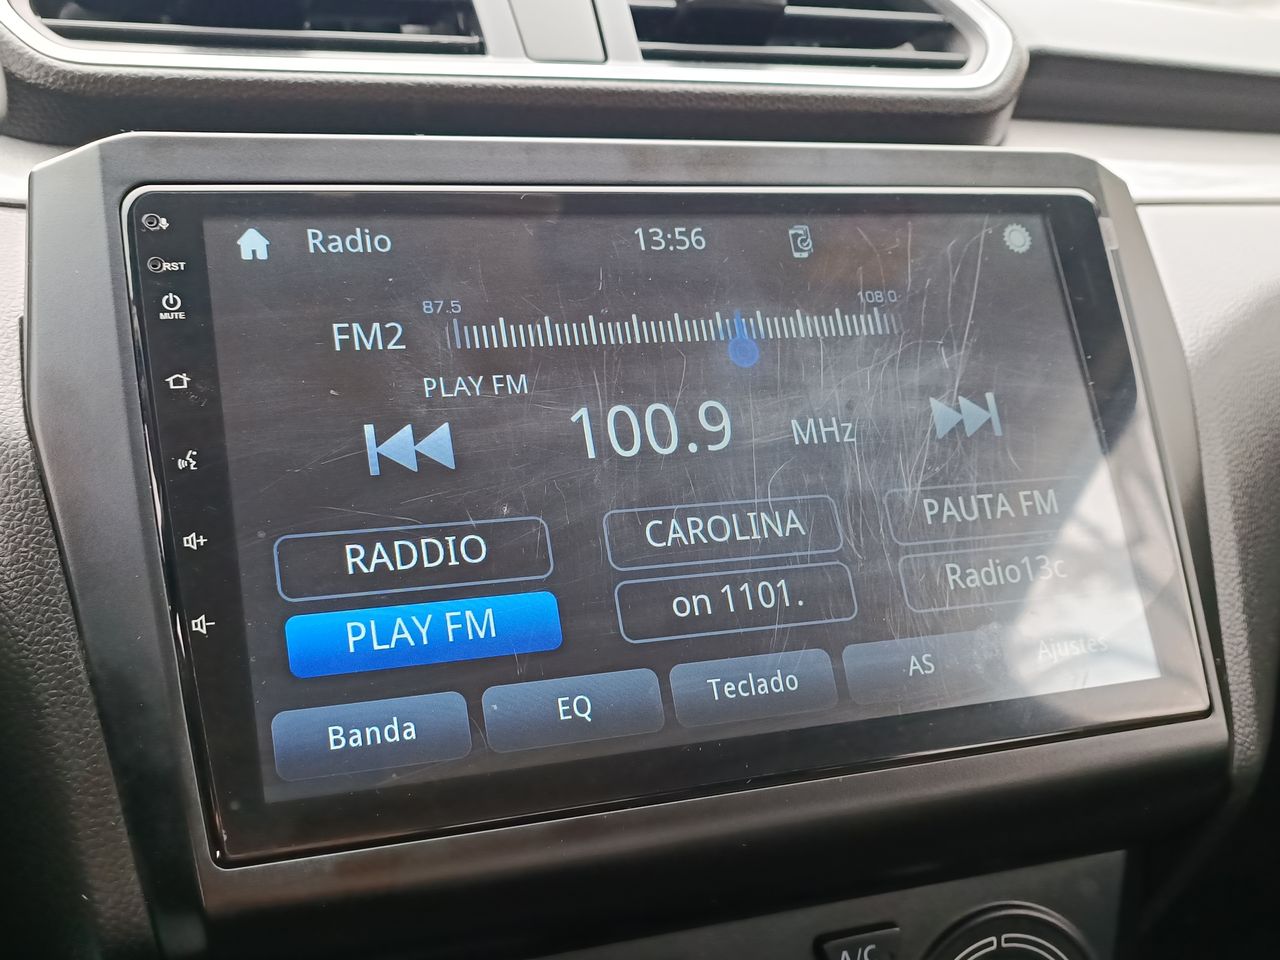 Radio
13:56
RST
MUTE
87.5
108.0
FM2
PLAY FM
100.9
MHz
RADDIO
CAROLINA
PAUTA FM
PLAY FM
on 1101.
Radio13c
Banda
EQ
Teclado
AS
Ajustes
A/C